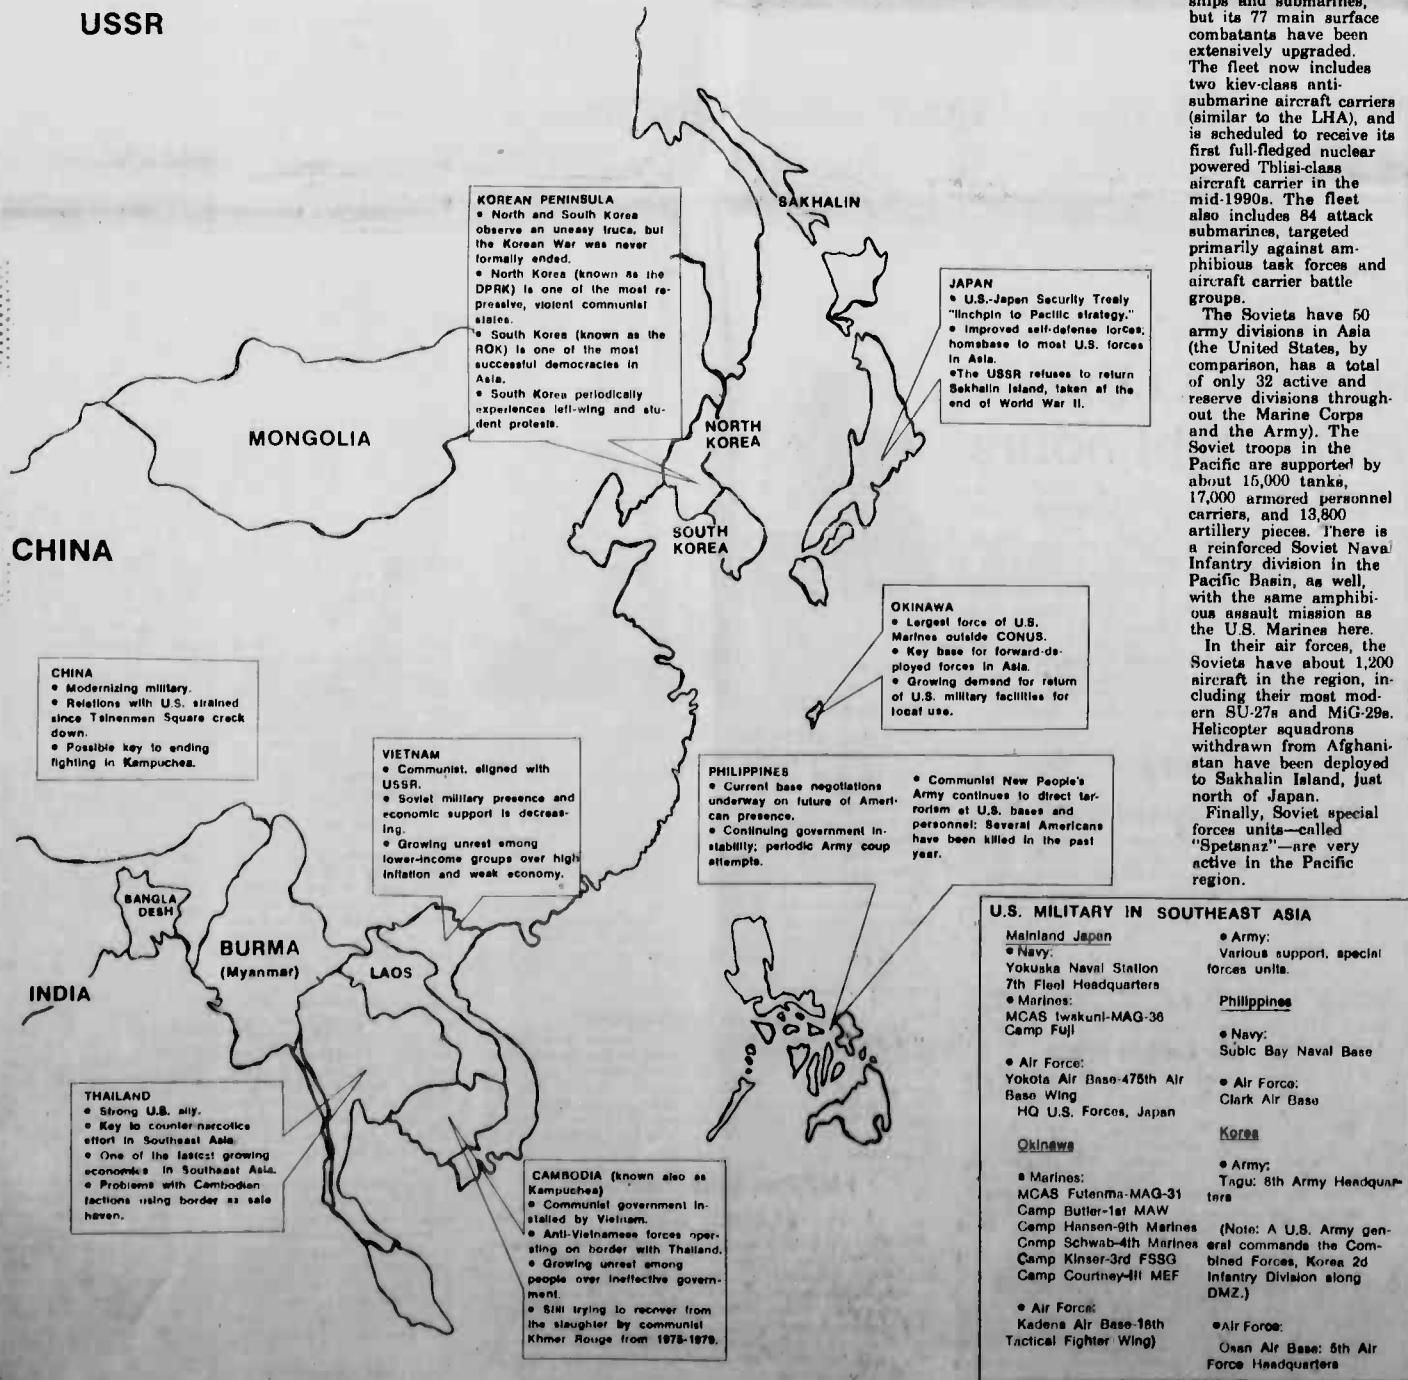 USSR
SAKHALIN
KOREAN PENINSULA
• North and South Korea
observe an uneasy truce, but
the Korean War was never
formally ended.
• North Korea (known as the
DPRK) is one of the most re-
pressive, violent communist
states.
• South Korea (known as the
ROK) is one of the most
successful democracies in
Asia.
• South Korea periodically
experiences left-wing and stu-
dent protests.
JAPAN
• U.S.-Japan Security Treaty
"linchpin to Pacific strategy."
• Improved self-defense forces;
homebase to most U.S. forces
in Asia.
•The USSR refuses to return
Sakhalin Island, taken at the
end of World War II.
MONGOLIA
NORTH
KOREA
SOUTH
KOREA
CHINA
OKINAWA
• Largest force of U.S.
Marines outside CONUS.
• Key base for forward-de-
ployed forces in Asia.
• Growing demand for return
of U.S. military facilities for
local use.
CHINA
• Modernizing military.
• Relations with U.S. strained
since Tainenmen Square crack
down.
• Possible key to ending
fighting in Kampuchea.
VIETNAM
• Communist, aligned with
USSR.
• Soviet military presence and
economic support is decreas-
ing.
• Growing unrest among
lower-income groups over high
inflation and weak economy.
PHILIPPINES
• Current base negotiations
underway on future of Ameri-
can presence.
• Continuing government in-
stability; periodic Army coup
attempts.
• Communist New People's
Army continues to direct ter-
rorism at U.S. bases and
personnel; Several Americans
have been killed in the past
year.
BANGLA
DESH
BURMA
(Myanmar)
LAOS
INDIA
THAILAND
• Strong U.S. ally.
• Key to counter-narcotics
effort in Southeast Asia.
• One of the fastest growing
economies in Southeast Asia.
• Problems with Cambodian
factions using border as safe
haven.
CAMBODIA (known also as
Kampuchea)
• Communist government in-
stalled by Vietnam.
• Anti-Vietnamese forces oper-
ating on border with Thailand.
• Growing unrest among
people over ineffective govern-
ment.
• Still trying to recover from
the slaughter by communist
Khmer Rouge from 1975-1979.
ships and submarines,
but its 77 main surface
combatants have been
extensively upgraded.
The fleet now includes
two kiev-class anti-
submarine aircraft carriers
(similar to the LHA), and
is scheduled to receive its
first full-fledged nuclear
powered Tblisi-class
aircraft carrier in the
mid-1990s. The fleet
also includes 84 attack
submarines, targeted
primarily against am-
phibious task forces and
aircraft carrier battle
groups.
The Soviets have 50
army divisions in Asia
(the United States, by
comparison, has a total
of only 32 active and
reserve divisions through-
out the Marine Corps
and the Army). The
Soviet troops in the
Pacific are supported by
about 15,000 tanks,
17,000 armored personnel
carriers, and 13,800
artillery pieces. There is
a reinforced Soviet Naval
Infantry division in the
Pacific Basin, as well,
with the same amphibi-
ous assault mission as
the U.S. Marines here.
In their air forces, the
Soviets have about 1,200
aircraft in the region, in-
cluding their most mod-
ern SU-27s and MiG-29s.
Helicopter squadrons
withdrawn from Afghani-
stan have been deployed
to Sakhalin Island, just
north of Japan.
Finally, Soviet special
forces units—called
"Spetsnaz"—are very
active in the Pacific
region.
U.S. MILITARY IN SOUTHEAST ASIA
Mainland Japan
• Navy:
Yokuska Naval Station
7th Fleet Headquarters
• Marines:
MCAS Iwakuni-MAG-36
Camp Fuji
• Air Force:
Yokota Air Base-475th Air
Base Wing
HQ U.S. Forces, Japan
Okinawa
• Marines:
MCAS Futenma-MAG-31
Camp Butler-1st MAW
Camp Hansen-9th Marines
Camp Schwab-4th Marines
Camp Kinser-3rd FSSG
Camp Courtney-III MEF
• Air Force:
Kadena Air Base-18th
Tactical Fighter Wing)
• Army:
Various support, special
forces units.
Philippines
• Navy:
Subic Bay Naval Base
• Air Force:
Clark Air Base
Korea
• Army:
Tagu: 8th Army Headquar-
ters
(Note: A U.S. Army gen-
eral commands the Com-
bined Forces, Korea 2d
Infantry Division along
DMZ.)
•Air Force:
Osan Air Base: 5th Air
Force Headquarters